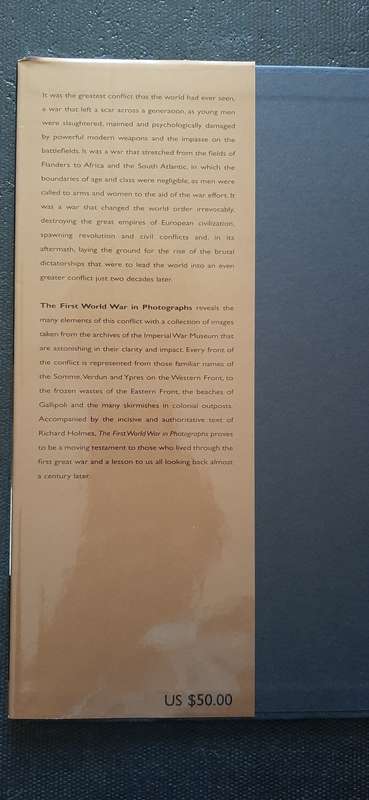 It was the greatest conflict that the world had ever seen,
a war that left a scar across a generation, as young men
were slaughtered, maimed and psychologically damaged
by powerful modern weapons and the impasse on the
battlefields. It was a war that stretched from the fields of
Flanders to Africa and the South Atlantic, in which the
boundaries of age and class were negligible, as men were
called to arms and women to the aid of the war effort. It
was a war that changed the world order irrevocably,
destroying the great empires of European civilization,
spawning revolution and civil conflicts and, in its
aftermath, laying the ground for the rise of the brutal
dictatorships that were to lead the world into an even
greater conflict just two decades later.
The First World War in Photographs reveals the
many elements of this conflict with a collection of images
taken from the archives of the Imperial War Museum that
are astonishing in their clarity and impact. Every front of
the conflict is represented from those familiar names of
the Somme, Verdun and Ypres on the Western Front, to
the frozen wastes of the Eastern Front, the beaches of
Gallipoli and the many skirmishes in colonial outposts.
Accompanied by the incisive and authoritative text of
Richard Holmes, The First World War in Photographs proves
to be a moving testament to those who lived through the
first great war and a lesson to us all looking back almost
a century later.
US $50.00